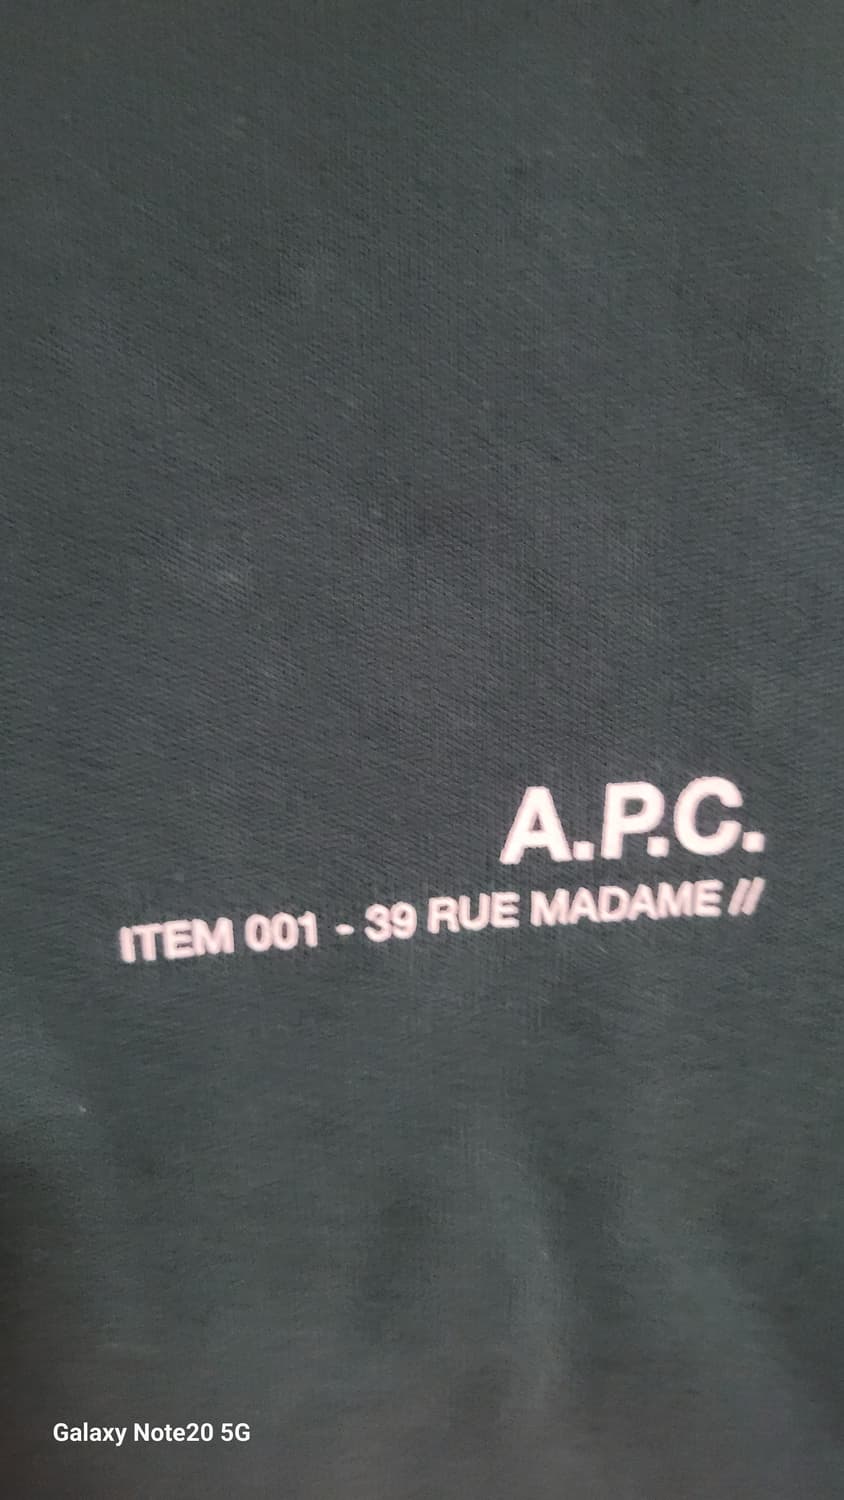 A.P.C.
ITEM 001 - 39 RUE MADAME //
Galaxy Note20 5G